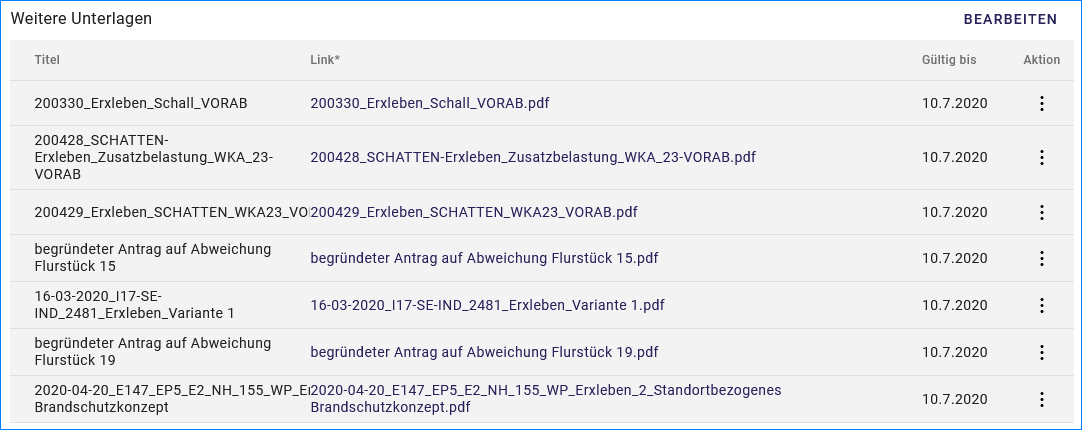 Weitere Unterlagen BEARBEITEN
Titel Link* Gültig bis Aktion
200330_Erxleben_Schall_VORAB 200330_Erxleben_Schall_VORAB.pdf 10.7.2020
200428_SCHATTEN-
Erxleben_Zusatzbelastung_WKA_23- 200428_SCHATTEN-Erxleben_Zusatzbelastung_WKA_23-VORAB.pdf 10.7.2020
VORAB
200429_Erxleben_SCHATTEN_WKA23_VO 200429_Erxleben_SCHATTEN_WKA23_VORAB.pdf 10.7.2020
begründeter Antrag auf Abweichung
Flurstück 15
begründeter Antrag auf Abweichung Flurstück 15.pdf 10.7.2020
16-03-2020_I17-SE-
IND_2481_Erxleben_Variante 1
16-03-2020_I17-SE-IND_2481_Erxleben_Variante 1.pdf 10.7.2020
begründeter Antrag auf Abweichung
Flurstück 19
begründeter Antrag auf Abweichung Flurstück 19.pdf 10.7.2020
2020-04-20_E147_EP5_E2_NH_155_WP_Er
Brandschutzkonzept
2020-04-20_E147_EP5_E2_NH_155_WP_Erxleben_2_Standortbezogenes
Brandschutzkonzept.pdf
10.7.2020